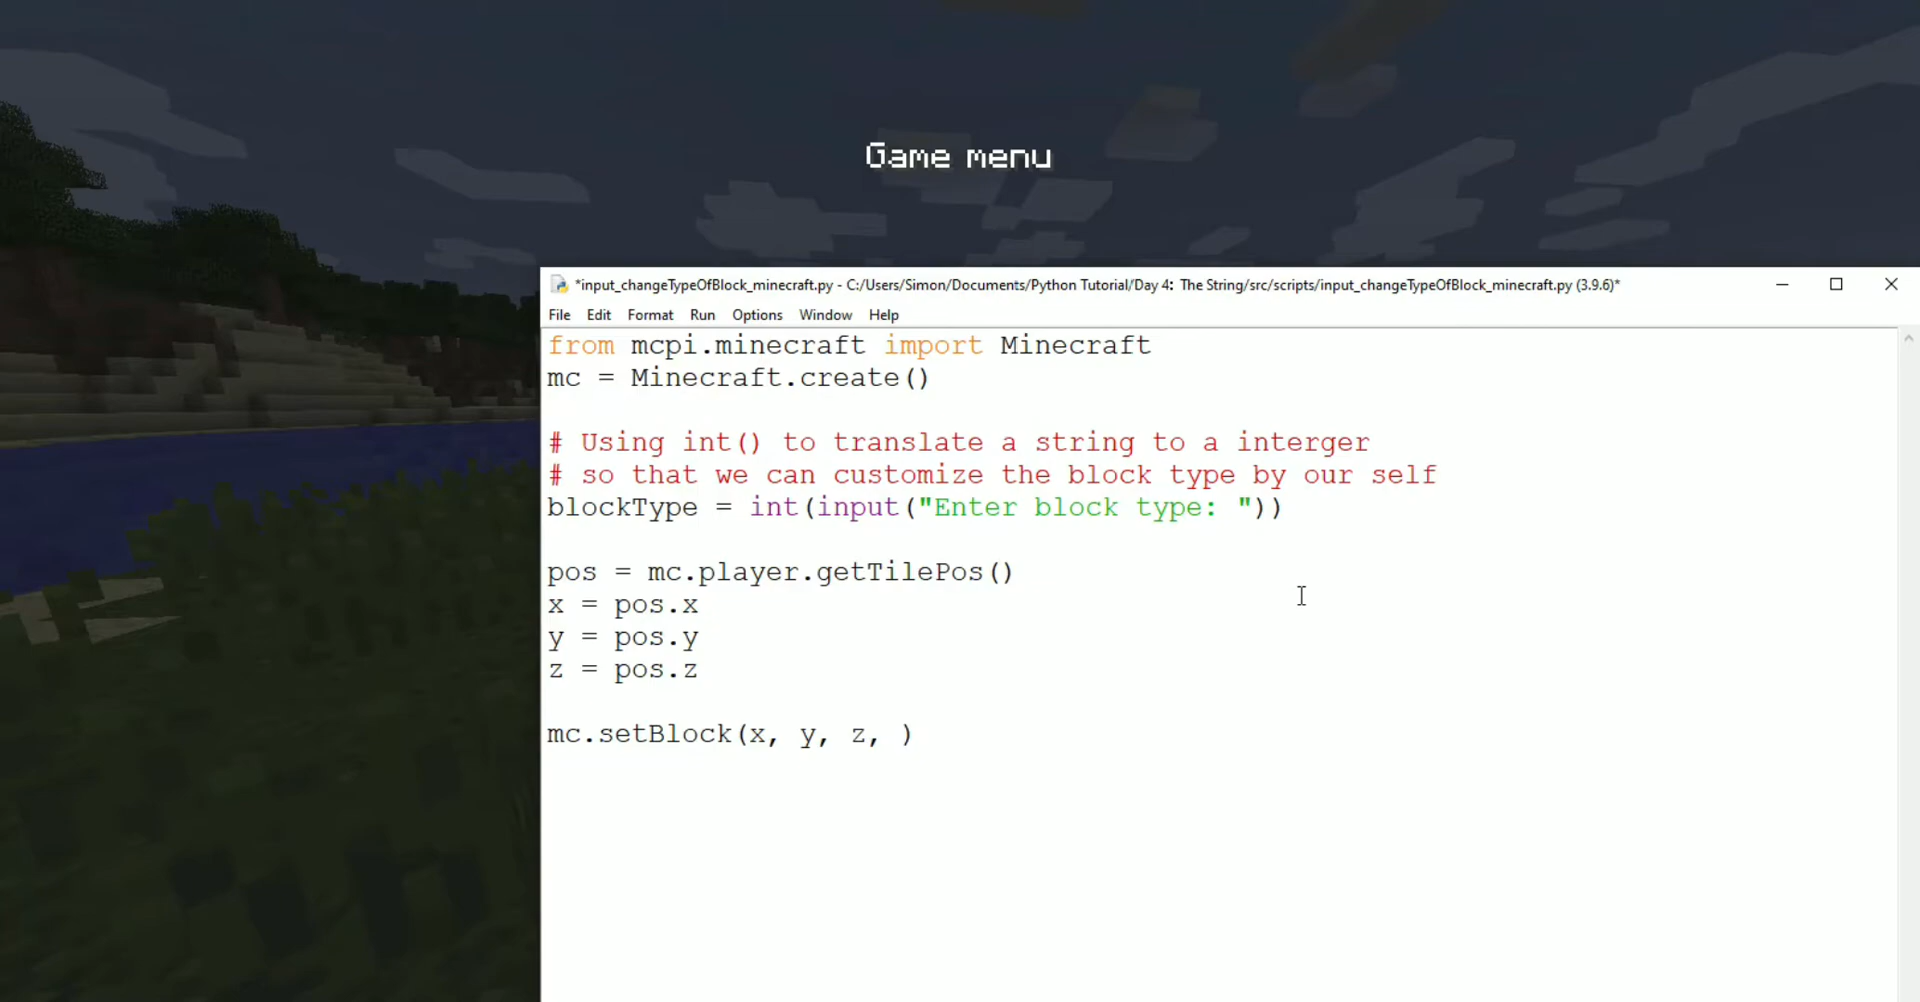 Game menu
*input_changeTypeOfBlock_minecraft.py - C:/Users/Simon/Documents/Python Tutorial/Day 4: The String/src/scripts/input_changeTypeOfBlock_minecraft.py (3.9.6)*
File Edit Format Run Options Window Help
from mcpi.minecraft import Minecraft
mc = Minecraft.create()
# Using int() to translate a string to a interger
# so that we can customize the block type by our self
blockType = int(input("Enter block type: "))
pos = mc.player.getTilePos()
x = pos.x
y = pos.y
z = pos.z
mc.setBlock(x, y, z, )